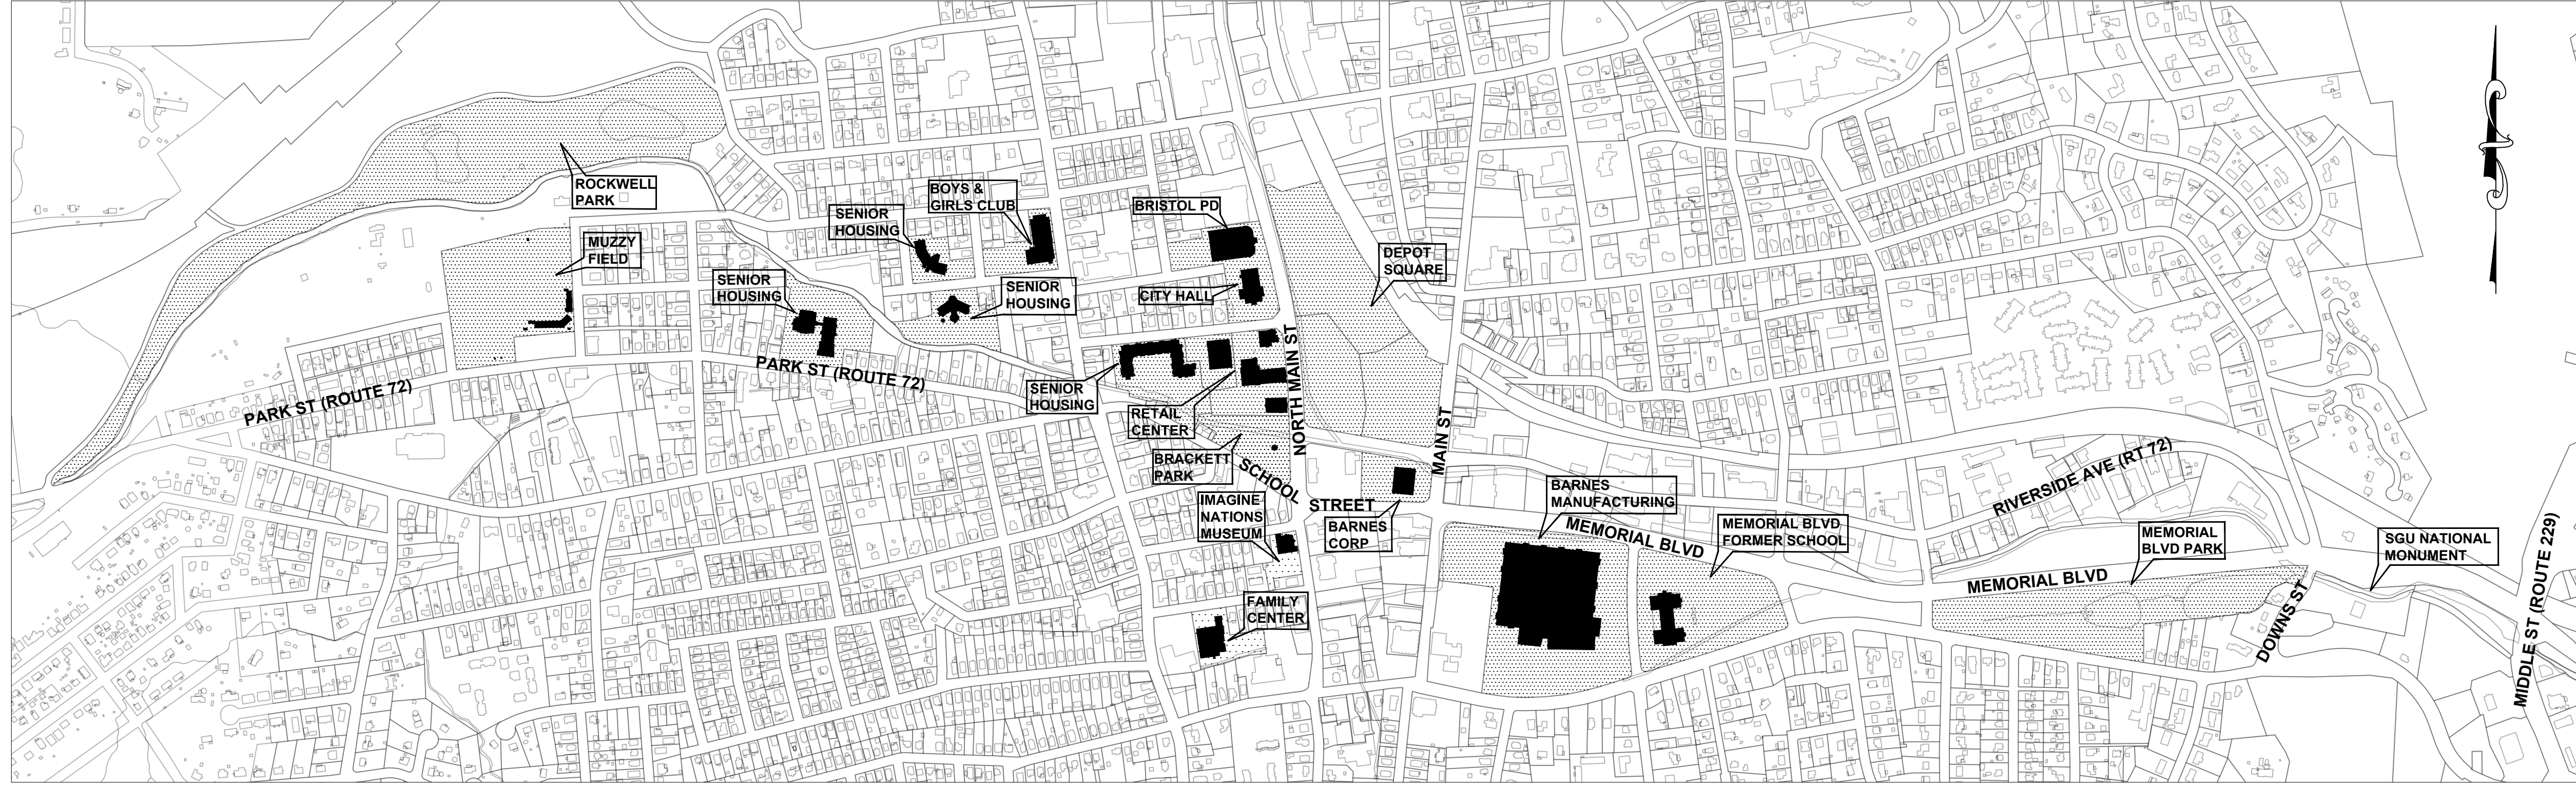 ROCKWELL
PARK
MUZZY
FIELD
SENIOR
HOUSING
BOYS &
GIRLS CLUB
BRISTOL PD
SENIOR
HOUSING
SENIOR
HOUSING
CITY HALL
DEPOT
SQUARE
PARK ST (ROUTE 72)
PARK ST (ROUTE 72)
SENIOR
HOUSING
RETAIL
CENTER
NORTH MAIN ST
MAIN ST
BRACKETT
PARK
SCHOOL STREET
IMAGINE
NATIONS
MUSEUM
BARNES
CORP
BARNES
MANUFACTURING
MEMORIAL BLVD
MEMORIAL BLVD
FORMER SCHOOL
RIVERSIDE AVE (RT 72)
MEMORIAL
BLVD PARK
MEMORIAL BLVD
SGU NATIONAL
MONUMENT
DOWNS ST
MIDDLE ST (ROUTE 229)
FAMILY
CENTER